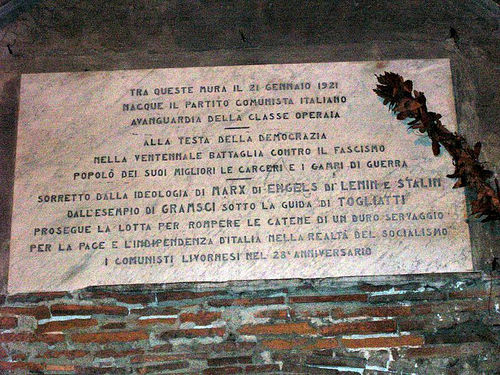 TRA QUESTE MURA IL 21 GENNAIO 1921
NACQUE IL PARTITO COMUNISTA ITALIANO
AVANGUARDIA DELLA CLASSE OPERAIA
ALLA TESTA DELLA DEMOCRAZIA
NELLA VENTENNALE BATTAGLIA CONTRO IL FASCISMO
POPOLÒ DEI SUOI MIGLIORI LE CARCERI E I CAMPI DI GUERRA
SORRETTO DALLA IDEOLOGIA DI MARX DI ENGELS DI LENIN E STALIN
DALL'ESEMPIO DI GRAMSCI SOTTO LA GUIDA DI TOGLIATTI
PROSEGUE LA LOTTA PER ROMPERE LE CATENE DI UN DURO SERVAGGIO
PER LA PACE E L'INDIPENDENZA D'ITALIA NELLA REALTÀ DEL SOCIALISMO
I COMUNISTI LIVORNESI NEL 28° ANNIVERSARIO